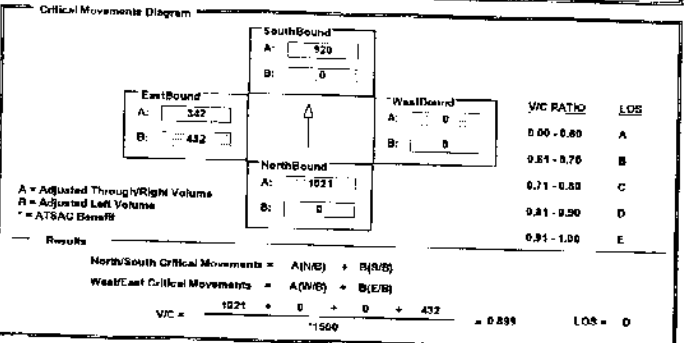 Critical Movements Diagram
SouthBound
A: 920
B: 0
EastBound
A: 342
B: 432
WestBound
A: 0
B: 0
NorthBound
A: 1021
B: 0
V/C RATIO LOS
0.00 - 0.60 A
0.61 - 0.70 B
0.71 - 0.80 C
0.81 - 0.90 D
0.91 - 1.00 E
A = Adjusted Through/Right Volume
B = Adjusted Left Volume
* = ATSAC Benefit
Results
North/South Critical Movements = A(N/B) + B(S/B)
West/East Critical Movements = A(W/B) + B(E/B)
V/C = 1021 + 0 + 0 + 432
*1500 = 0.899 LOS = D